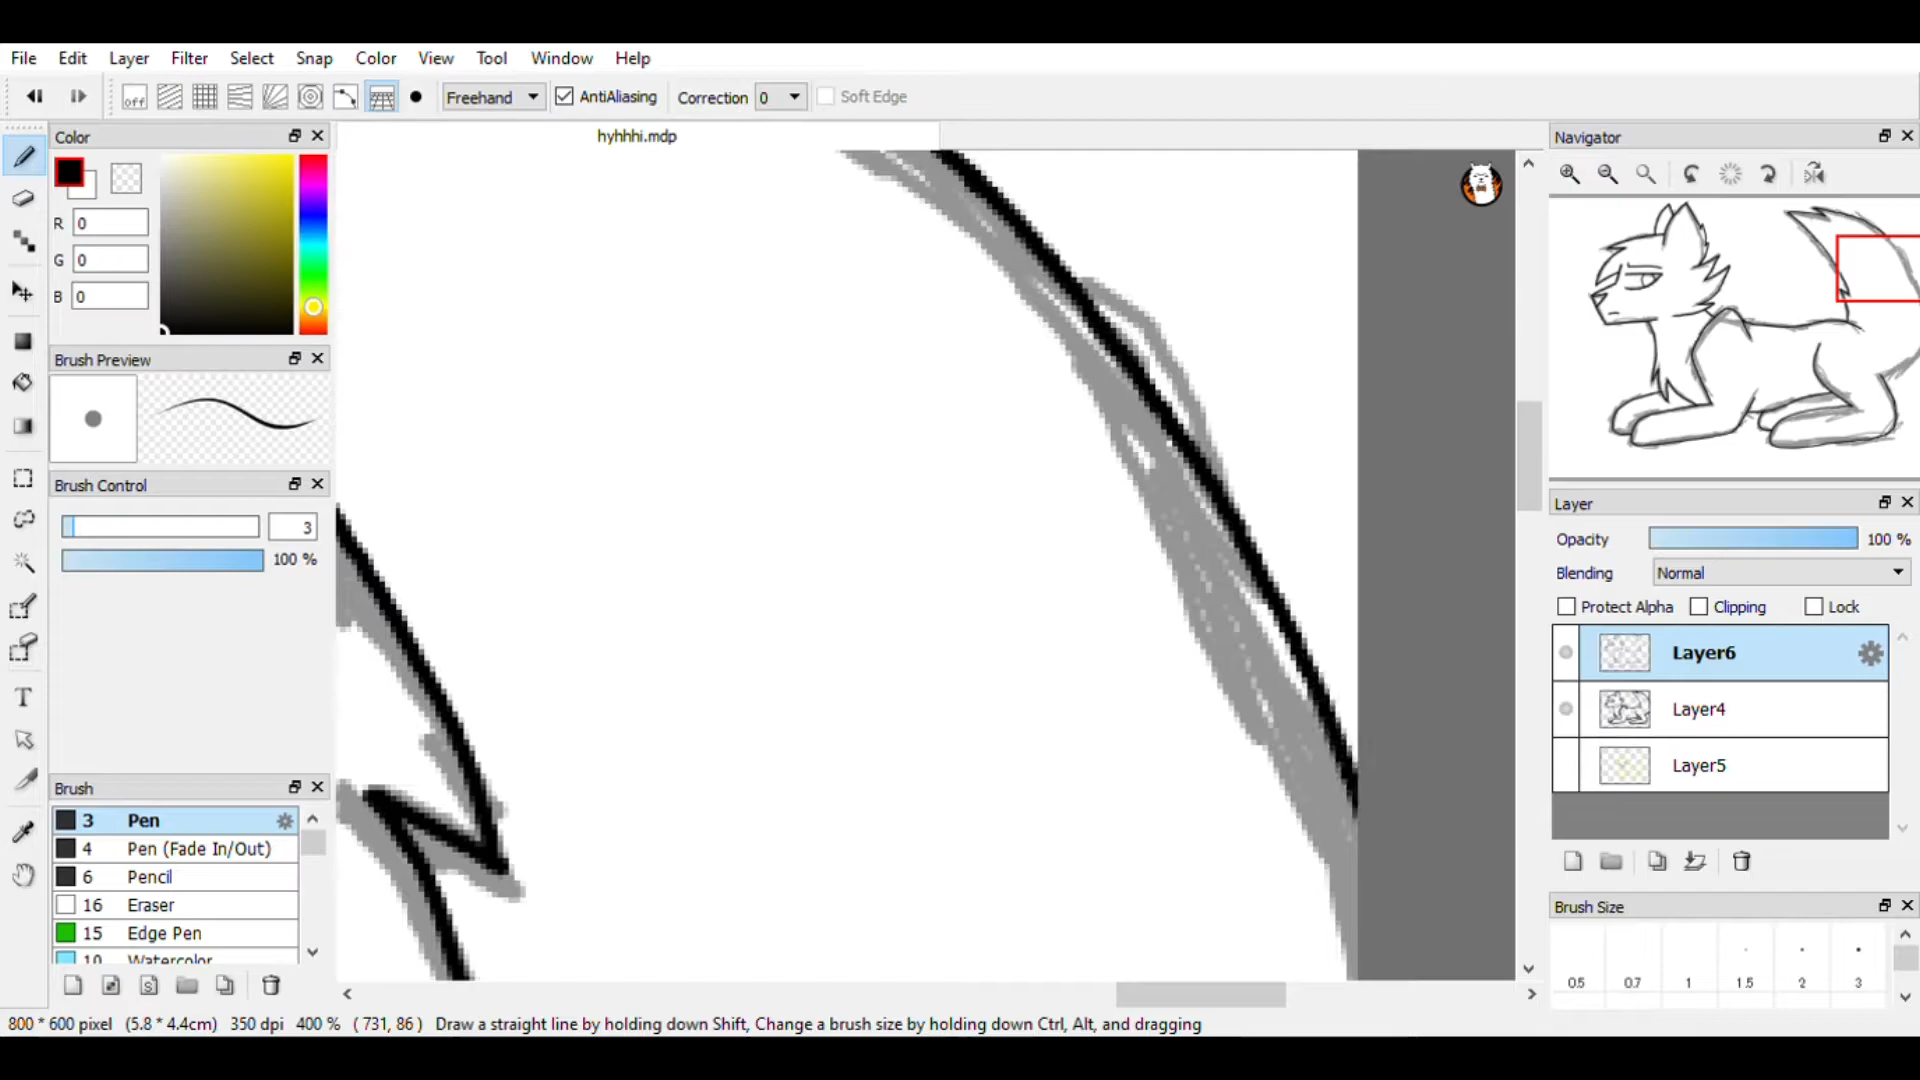 File Edit Layer Filter Select Snap Color View Tool Window Help
off Freehand AntiAliasing Correction 0 Soft Edge
Color hyhhhi.mdp Navigator
R 0
G 0
B 0
Brush Preview
Brush Control
3
100 %
Layer
Opacity 100 %
Blending Normal
Protect Alpha Clipping Lock
Layer6
Layer4
Layer5
Brush
3 Pen
4 Pen (Fade In/Out)
6 Pencil
16 Eraser
15 Edge Pen
10 Watercolor
Brush Size
0.5 0.7 1 1.5 2 3
800 * 600 pixel (5.8 * 4.4cm) 350 dpi 400 % ( 731, 86 ) Draw a straight line by holding down Shift, Change a brush size by holding down Ctrl, Alt, and dragging